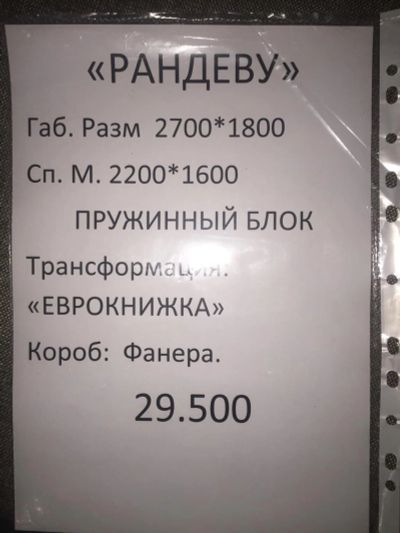 «РАНДЕВУ»
Габ. Разм 2700*1800
Сп. М. 2200*1600
ПРУЖИННЫЙ БЛОК
Трансформация:
«ЕВРОКНИЖКА»
Короб: Фанера.
29.500